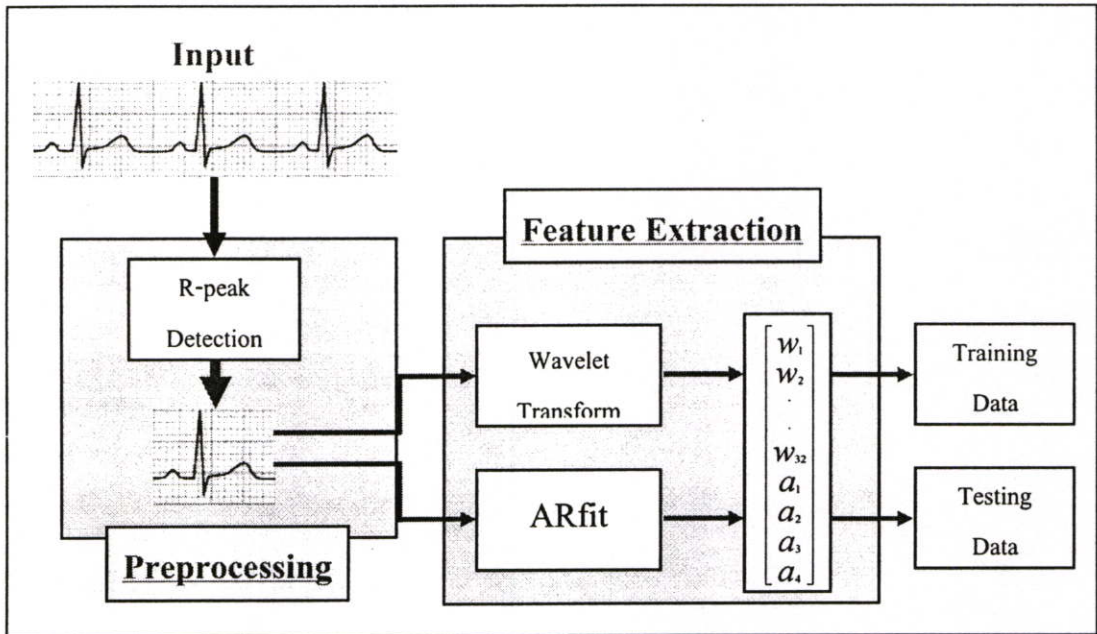 Input
R-peak
Detection
Preprocessing
Feature Extraction
Wavelet
Transform
ARfit
w₁
w₂
.
.
w₃₂
a₁
a₂
a₃
a₄
Training
Data
Testing
Data